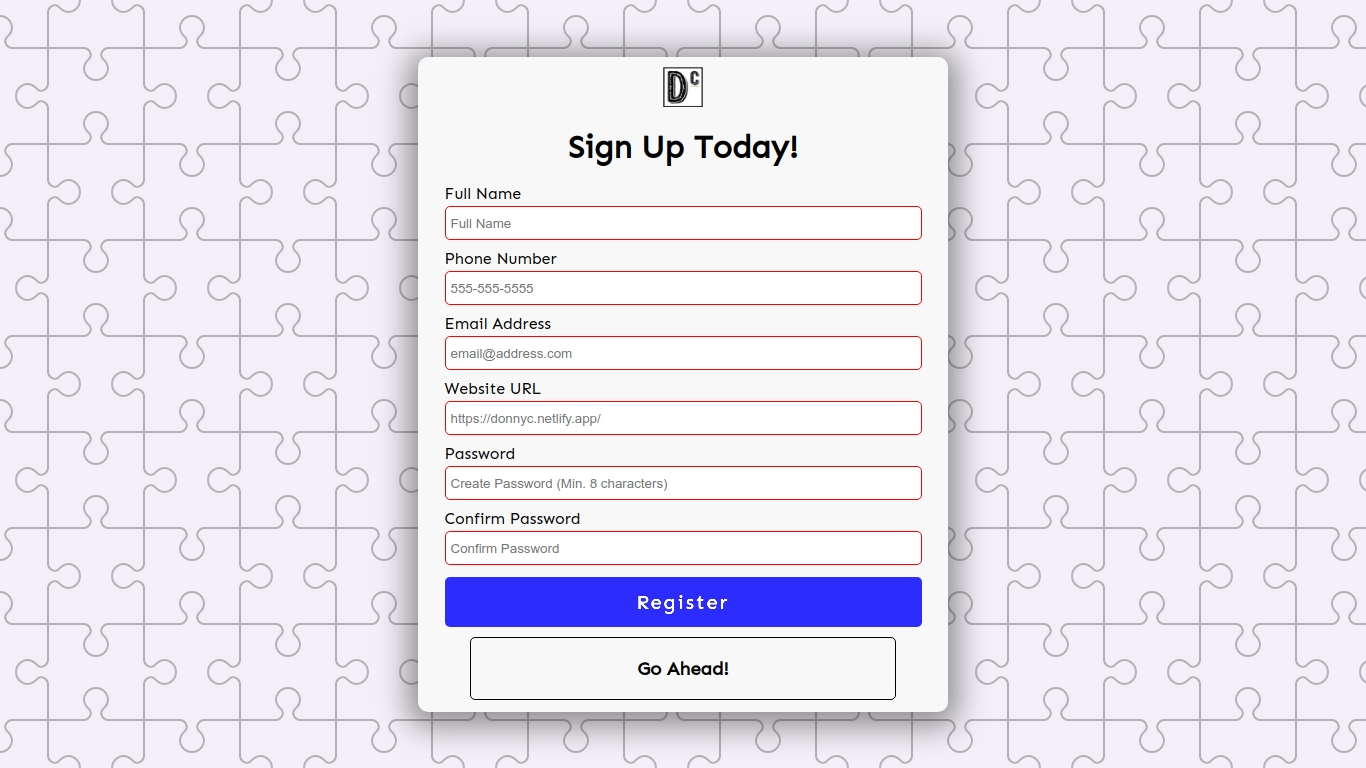 DC
Sign Up Today!
Full Name
Full Name
Phone Number
555-555-5555
Email Address
email@address.com
Website URL
https://donnyc.netlify.app/
Password
Create Password (Min. 8 characters)
Confirm Password
Confirm Password
Register
Go Ahead!